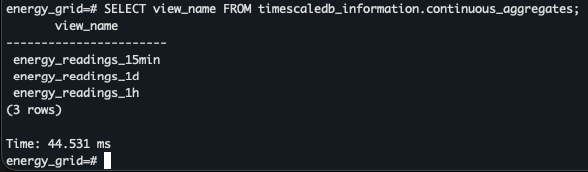 energy_grid=# SELECT view_name FROM timescaledb_information.continuous_aggregates;
view_name
-----------------------
energy_readings_15min
energy_readings_1d
energy_readings_1h
(3 rows)
Time: 44.531 ms
energy_grid=#